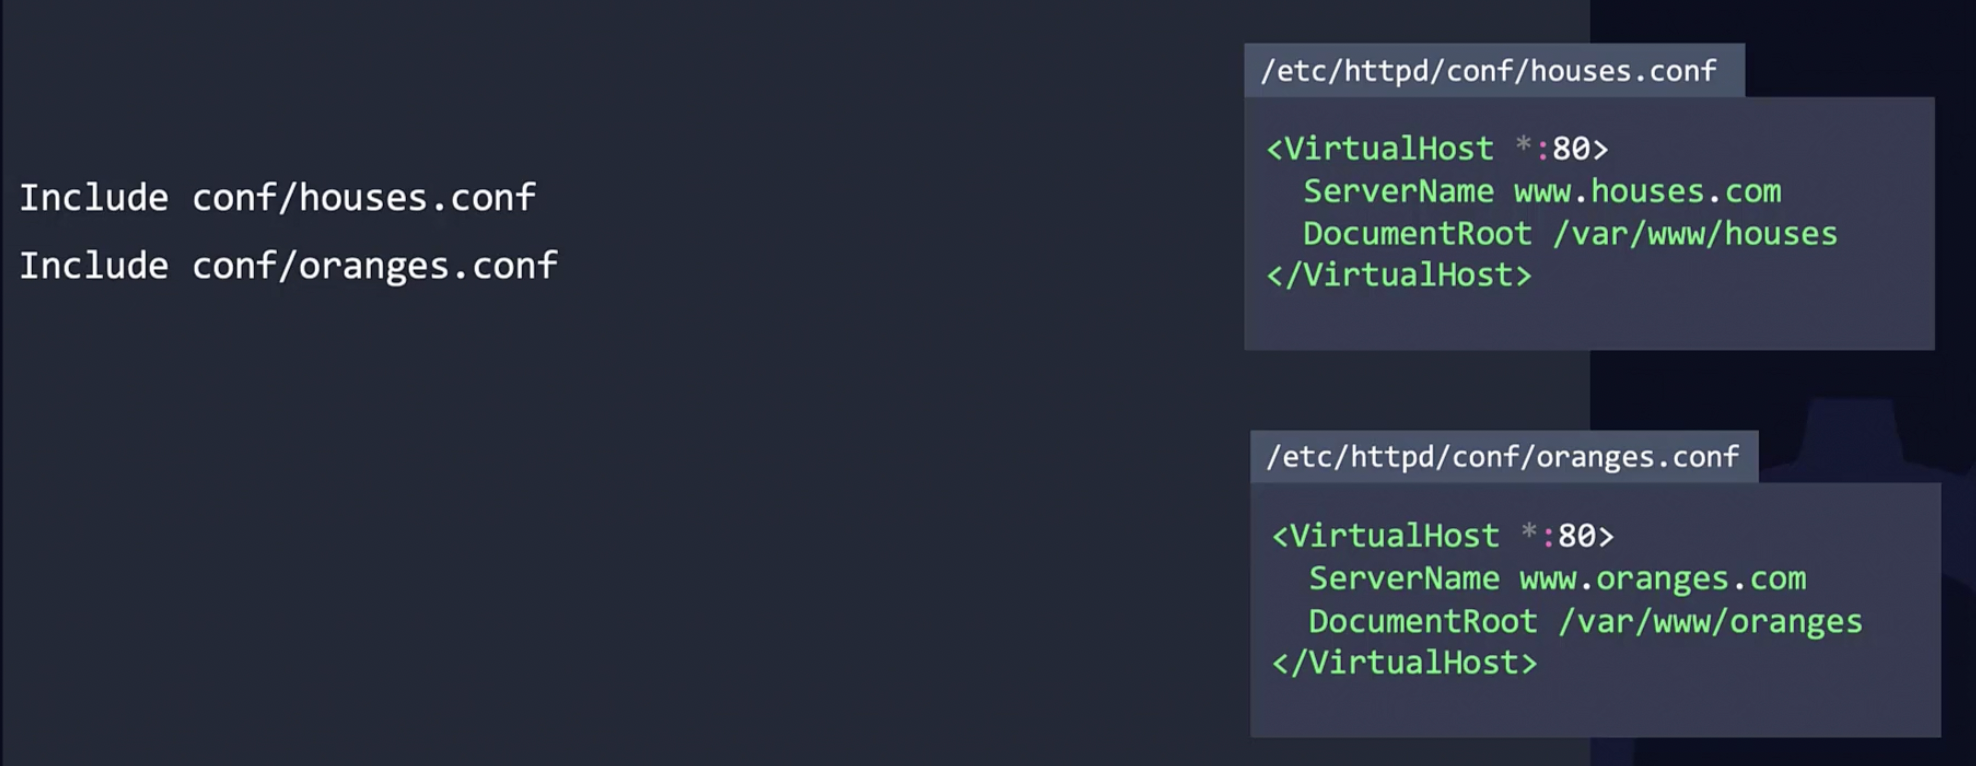 Include conf/houses.conf
Include conf/oranges.conf
/etc/httpd/conf/houses.conf
<VirtualHost *:80>
  ServerName www.houses.com
  DocumentRoot /var/www/houses
</VirtualHost>
/etc/httpd/conf/oranges.conf
<VirtualHost *:80>
  ServerName www.oranges.com
  DocumentRoot /var/www/oranges
</VirtualHost>